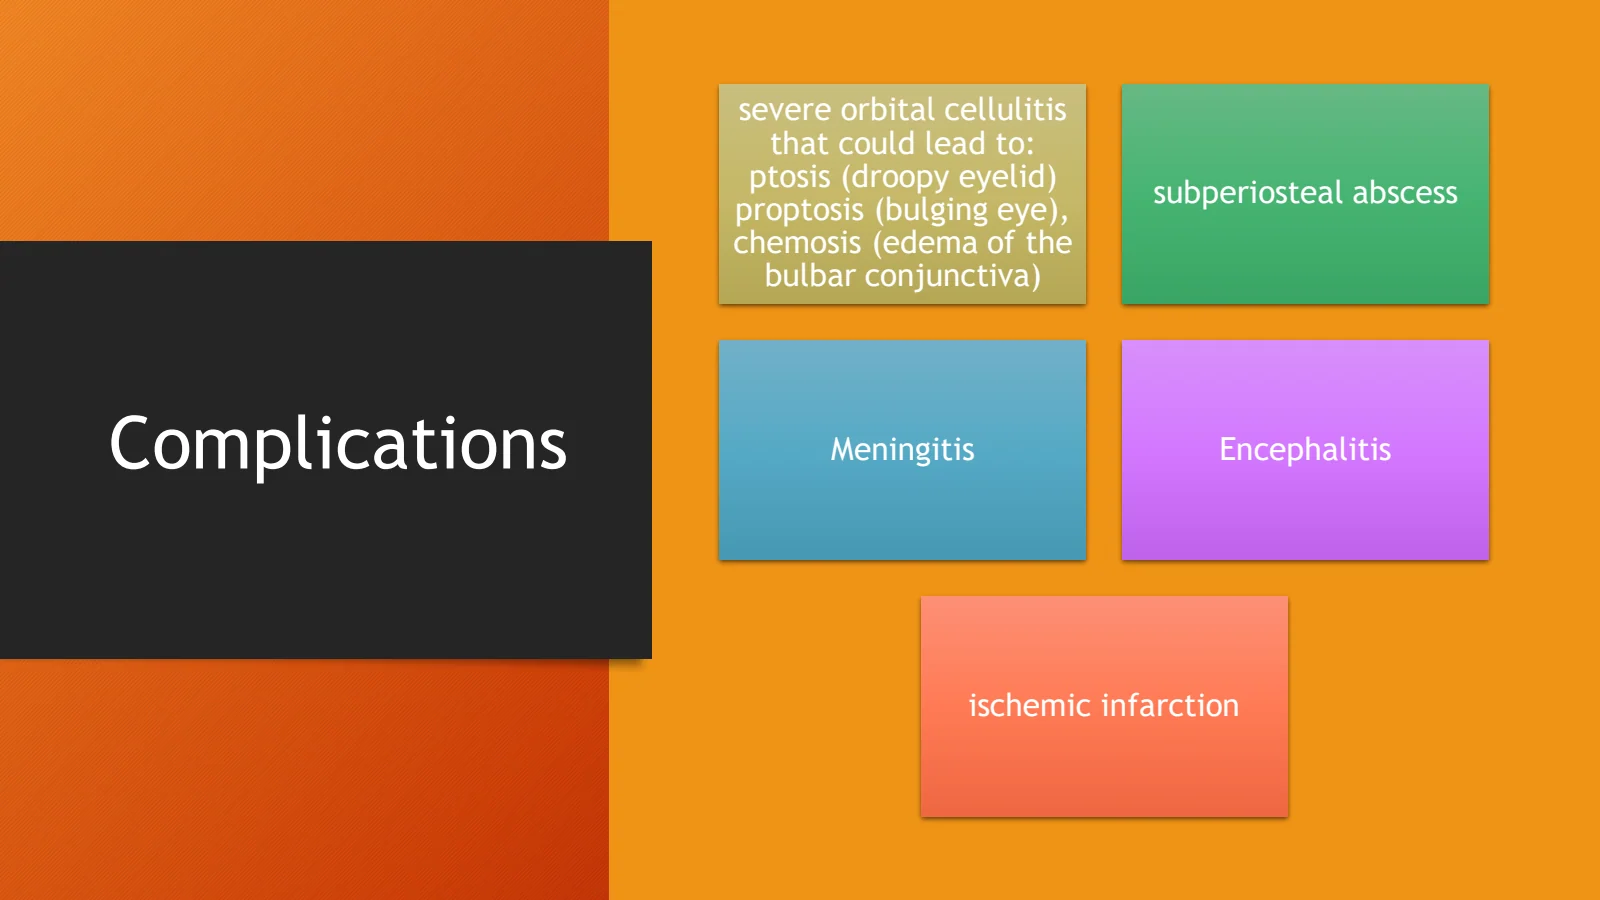 Complications
severe orbital cellulitis
that could lead to:
ptosis (droopy eyelid)
proptosis (bulging eye),
chemosis (edema of the
bulbar conjunctiva)
subperiosteal abscess
Meningitis
Encephalitis
ischemic infarction